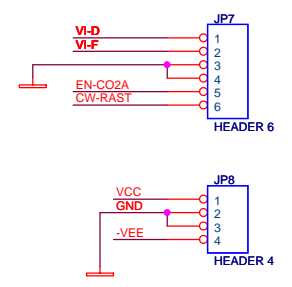 JP7
VI-D
1
VI-F
2
3
4
EN-CO2A
5
CW-RAST
6
HEADER 6
JP8
VCC
1
GND
2
3
-VEE
4
HEADER 4